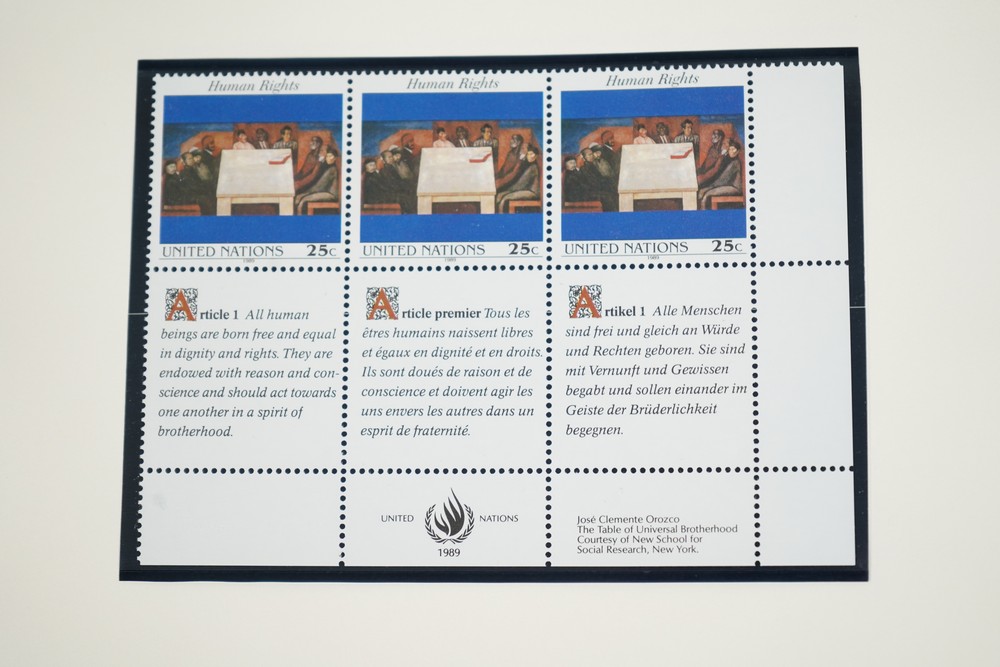 Human Rights
UNITED NATIONS 25c
1989
Human Rights
UNITED NATIONS 25c
1989
Human Rights
UNITED NATIONS 25c
1989
Article 1 All human
beings are born free and equal
in dignity and rights. They are
endowed with reason and con-
science and should act towards
one another in a spirit of
brotherhood.
Article premier Tous les
êtres humains naissent libres
et égaux en dignité et en droits.
Ils sont doués de raison et de
conscience et doivent agir les
uns envers les autres dans un
esprit de fraternité.
Artikel 1 Alle Menschen
sind frei und gleich an Würde
und Rechten geboren. Sie sind
mit Vernunft und Gewissen
begabt und sollen einander im
Geiste der Brüderlichkeit
begegnen.
UNITED NATIONS
1989
José Clemente Orozco
The Table of Universal Brotherhood
Courtesy of New School for
Social Research, New York.